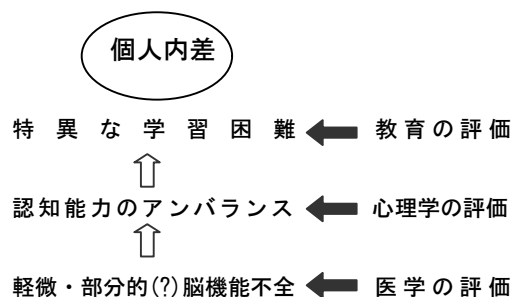 個人内差
特異な学習困難 教育の評価
認知能力のアンバランス 心理学の評価
軽微・部分的(?)脳機能不全 医学の評価